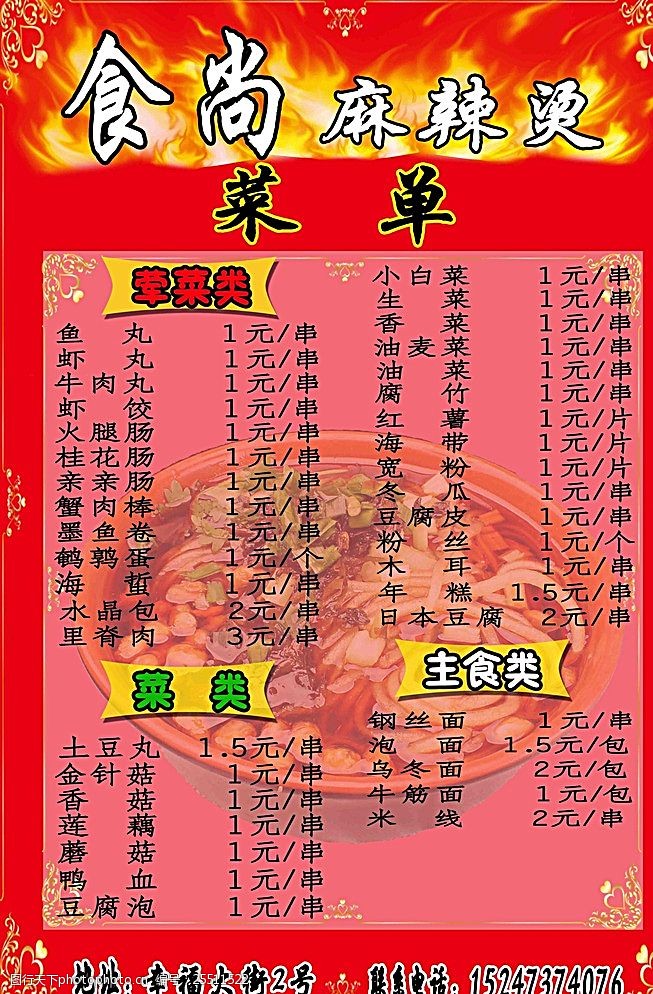 食尚麻辣烫
菜单
荤菜类
鱼丸 1元/串
虾丸 1元/串
牛肉丸 1元/串
虾饺 1元/串
火腿肠 1元/串
桂花肠 1元/串
亲亲肠 1元/串
蟹肉棒 1元/串
墨鱼卷 1元/串
鹌鹑蛋 1元/个
海蜇 1元/串
水晶包 2元/串
里脊肉 3元/串
菜类
土豆丸 1.5元/串
金针菇 1元/串
香菇 1元/串
莲藕 1元/串
蘑菇 1元/串
鸭血 1元/串
豆腐泡 1元/串
小白菜 1元/串
生菜 1元/串
香菜 1元/串
油麦菜 1元/串
油菜 1元/串
腐竹 1元/串
红薯 1元/片
海带 1元/片
宽粉 1元/片
冬瓜 1元/串
豆腐皮 1元/串
粉丝 1元/个
木耳 1元/串
年糕 1.5元/串
日本豆腐 2元/串
主食类
钢丝面 1元/串
泡面 1.5元/包
乌冬面 2元/包
牛筋面 1元/包
米线 2元/串
地址：幸福大街2号 联系电话：15247374076